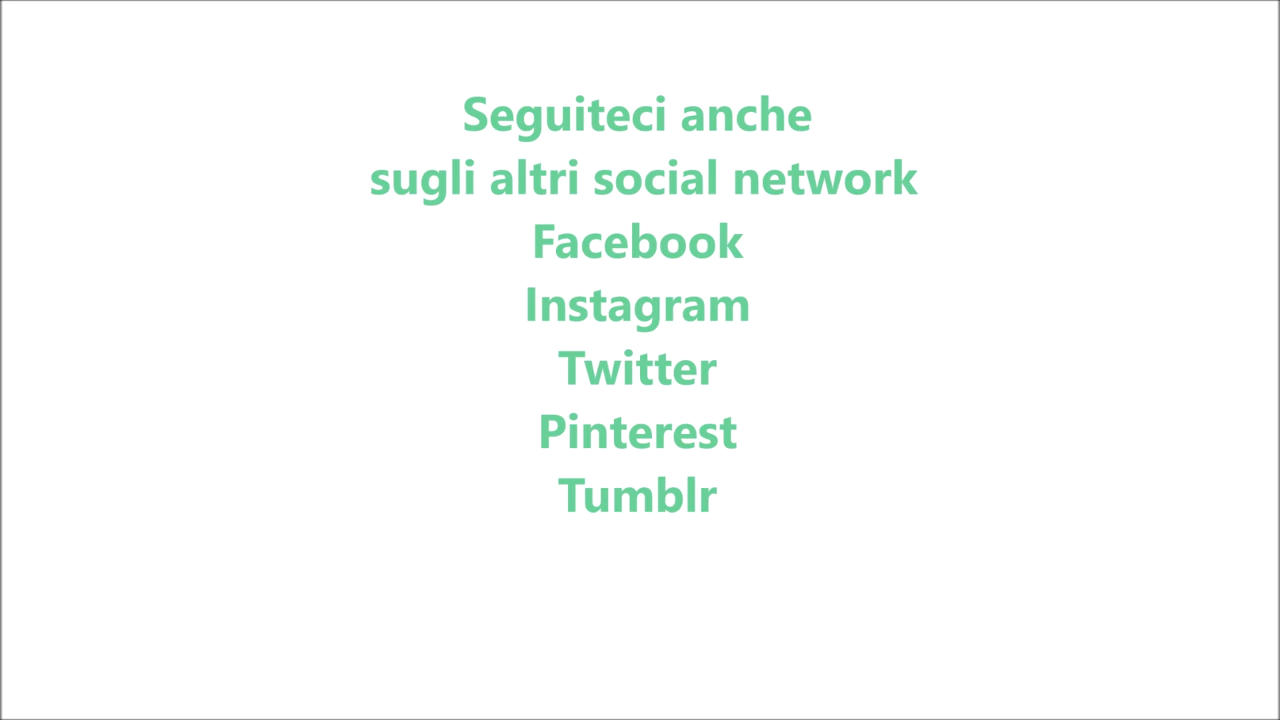 Seguiteci anche
sugli altri social network
Facebook
Instagram
Twitter
Pinterest
Tumblr